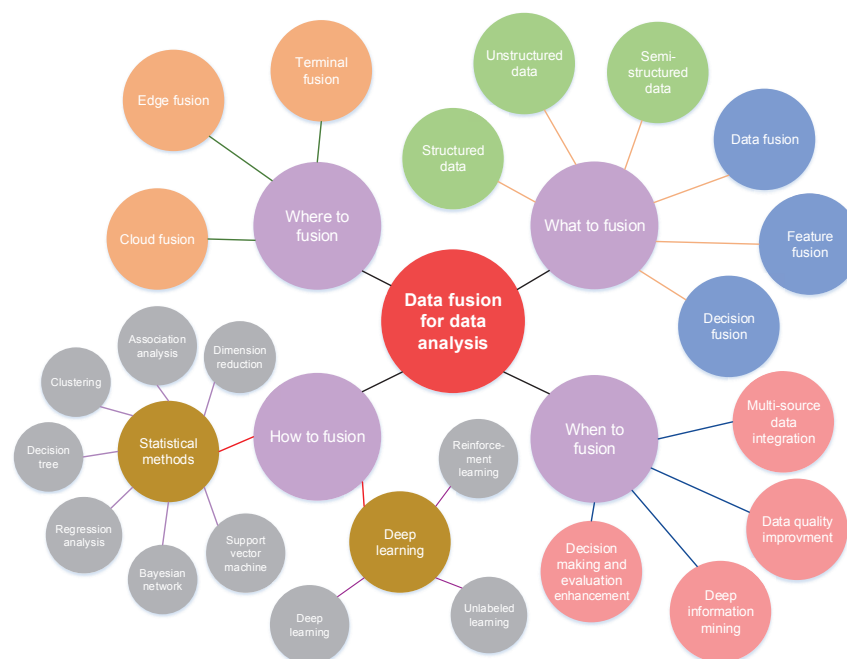 Terminal
fusion
Edge fusion
Cloud fusion
Where to
fusion
Unstructured
data
Semi-
structured
data
Structured
data
What to fusion
Data fusion
Feature
fusion
Decision
fusion
Data fusion
for data
analysis
How to fusion
Statistical
methods
Association
analysis
Dimension
reduction
Clustering
Decision
tree
Regression
analysis
Bayesian
network
Support
vector
machine
Deep
learning
Reinforce-
ment learning
Deep
learning
Unlabeled
learning
When to
fusion
Multi-source
data
integration
Data quality
improvment
Deep
information
mining
Decision
making and
evaluation
enhancement